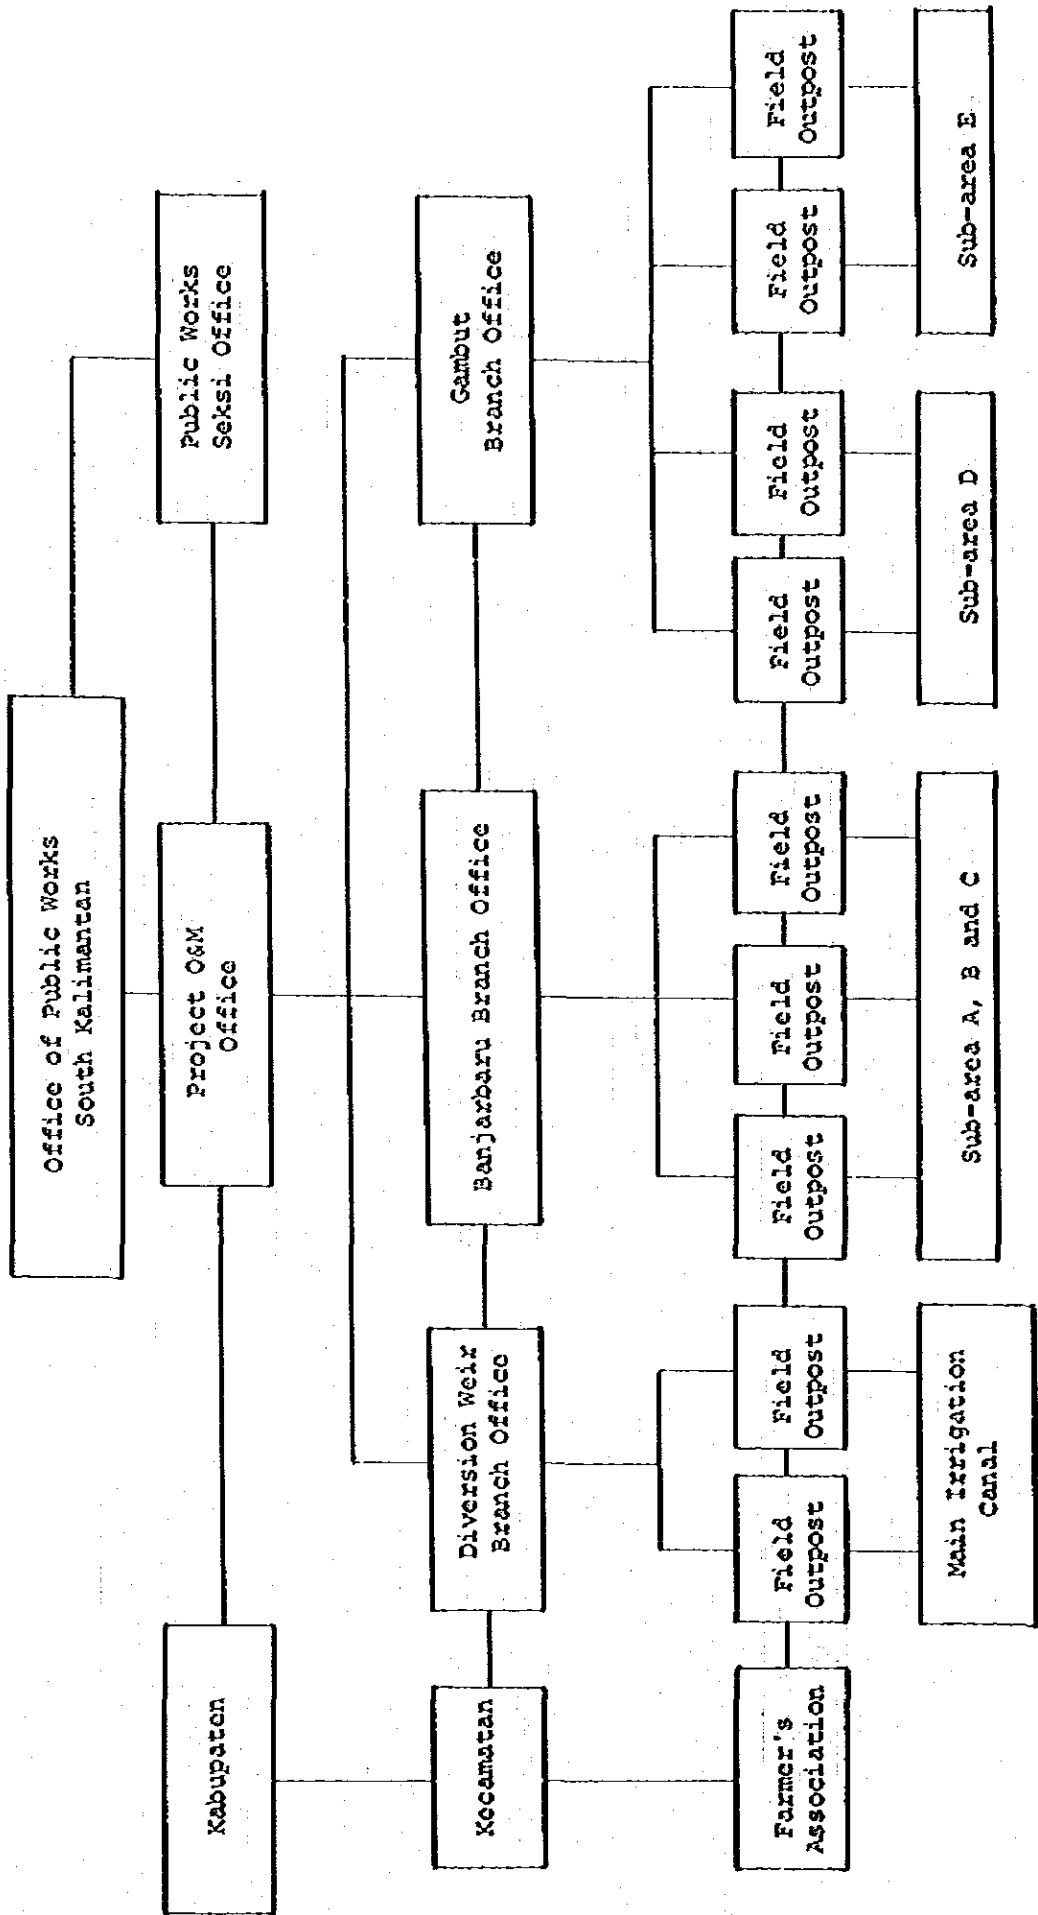 Office of Public Works
South Kalimantan
Kabupaten
Project O&M
Office
Public Works
Seksi Office
Kecamatan
Diversion Weir
Branch Office
Banjarbaru Branch Office
Gambut
Branch Office
Farmer's
Association
Field
Outpost
Field
Outpost
Field
Outpost
Field
Outpost
Field
Outpost
Field
Outpost
Field
Outpost
Field
Outpost
Field
Outpost
Main Irrigation
Canal
Sub-area A, B and C
Sub-area D
Sub-area E